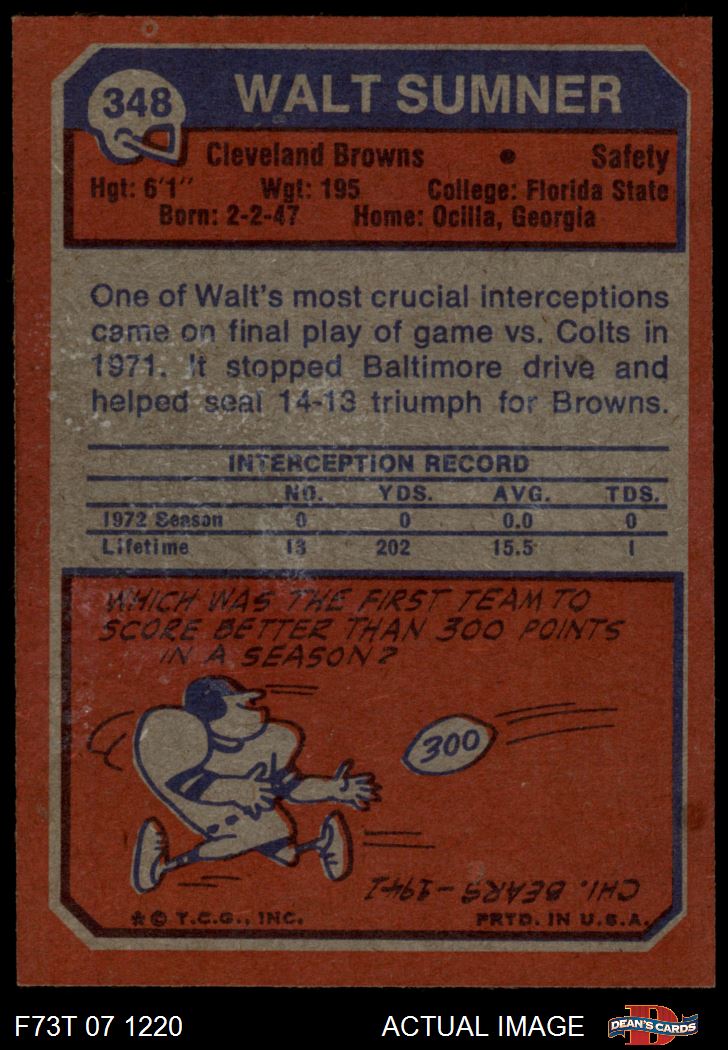 348
WALT SUMNER
Cleveland Browns • Safety
Hgt: 6'1" Wgt: 195 College: Florida State
Born: 2-2-47 Home: Ocilla, Georgia
One of Walt's most crucial interceptions
came on final play of game vs. Colts in
1971. It stopped Baltimore drive and
helped seal 14-13 triumph for Browns.
INTERCEPTION RECORD
NO. YDS. AVG. TDS.
1972 Season 0 0 0.0 0
Lifetime 13 202 15.5 1
WHICH WAS THE FIRST TEAM TO
SCORE BETTER THAN 300 POINTS
IN A SEASON?
300
CHI. BEARS - 1941
*© T.C.G., INC. PRTD. IN U.S.A.
F73T 07 1220 ACTUAL IMAGE D DEAN'S CARDS